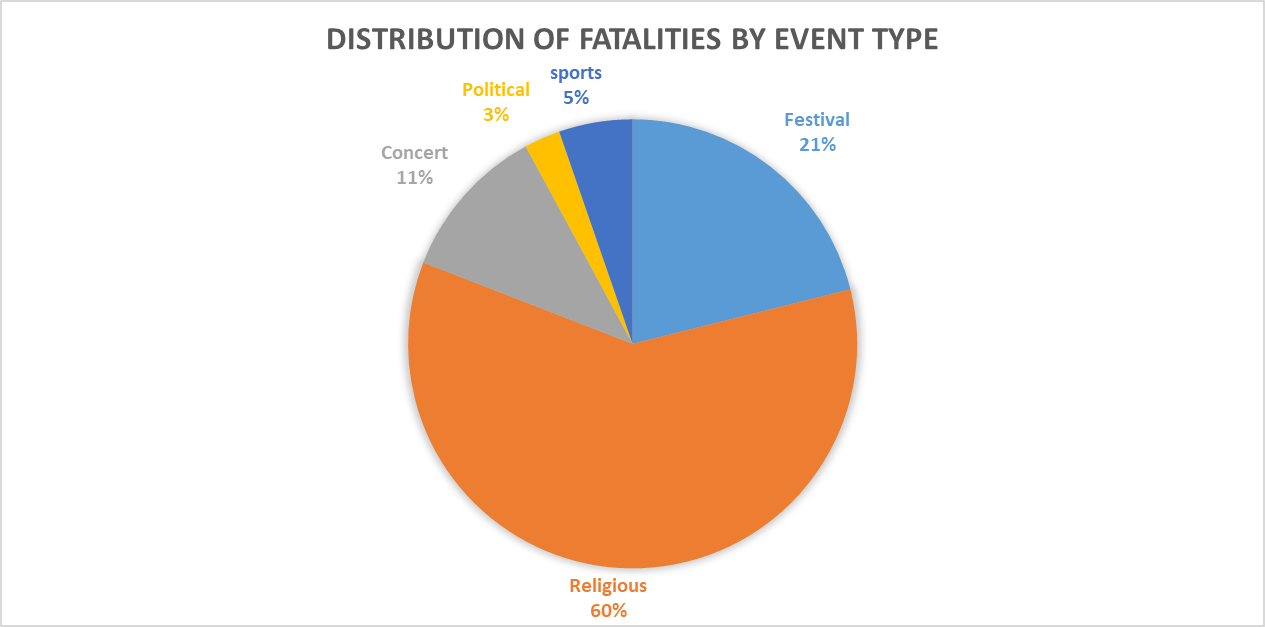 DISTRIBUTION OF FATALITIES BY EVENT TYPE
sports
5%
Political
3%
Festival
21%
Concert
11%
Religious
60%